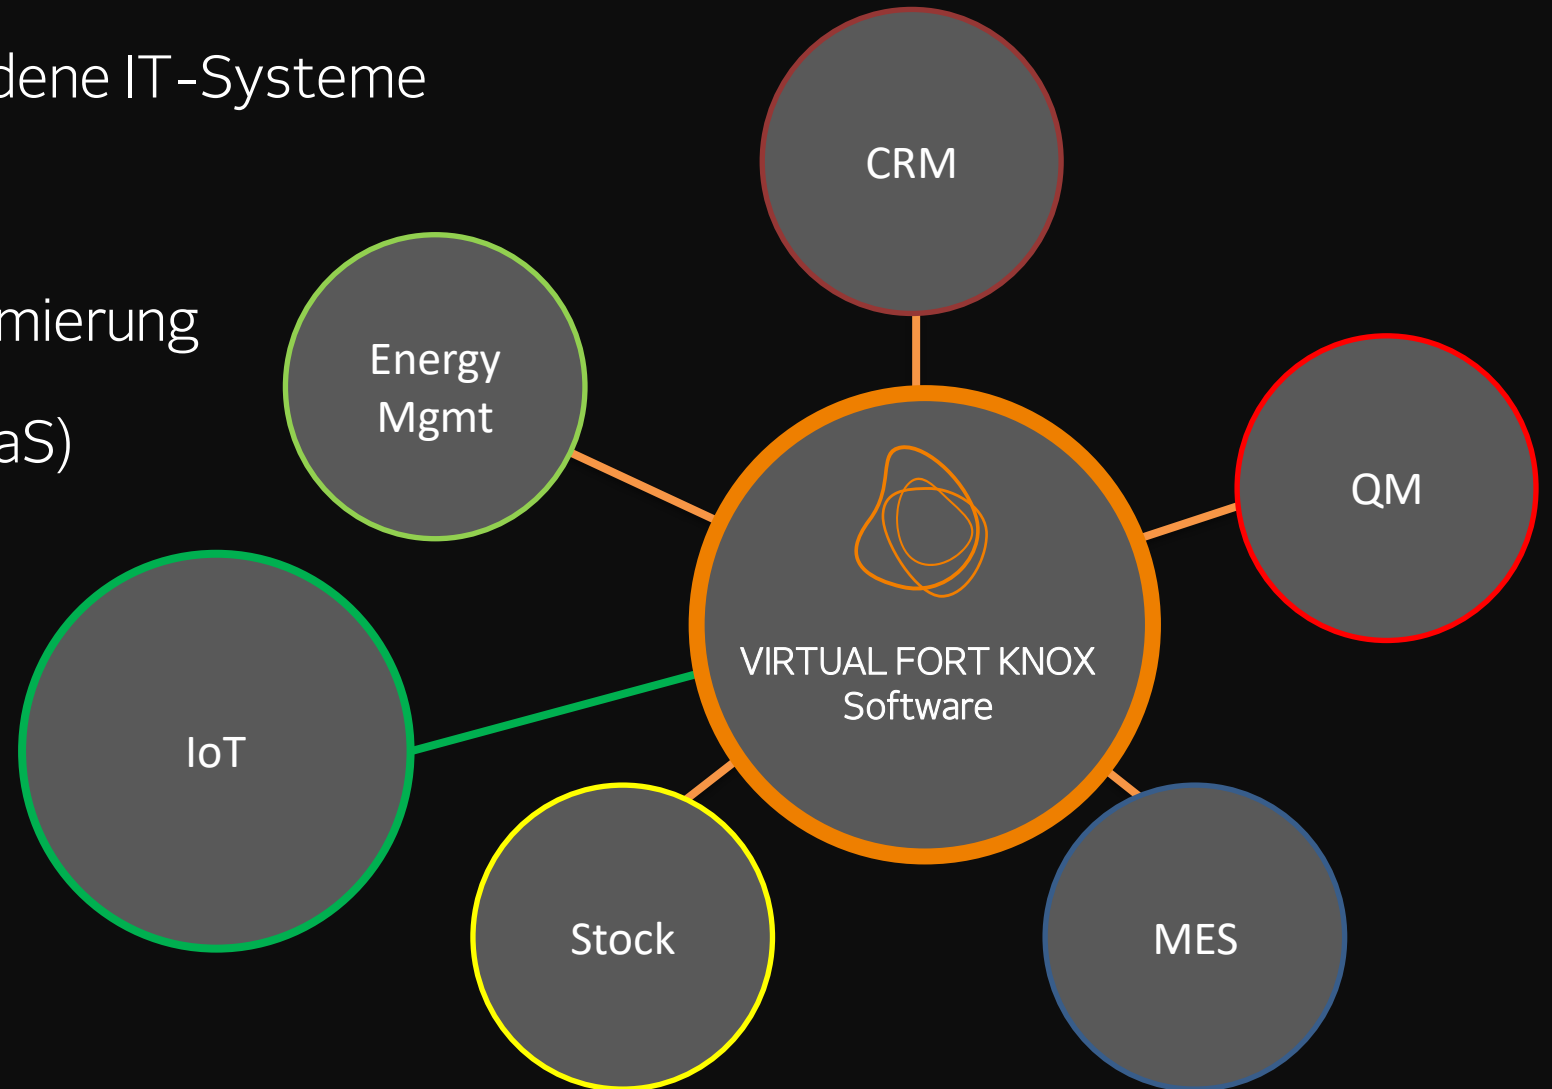 dene IT-Systeme
mierung
aS)
CRM
Energy
Mgmt
QM
VIRTUAL FORT KNOX
Software
IoT
Stock
MES